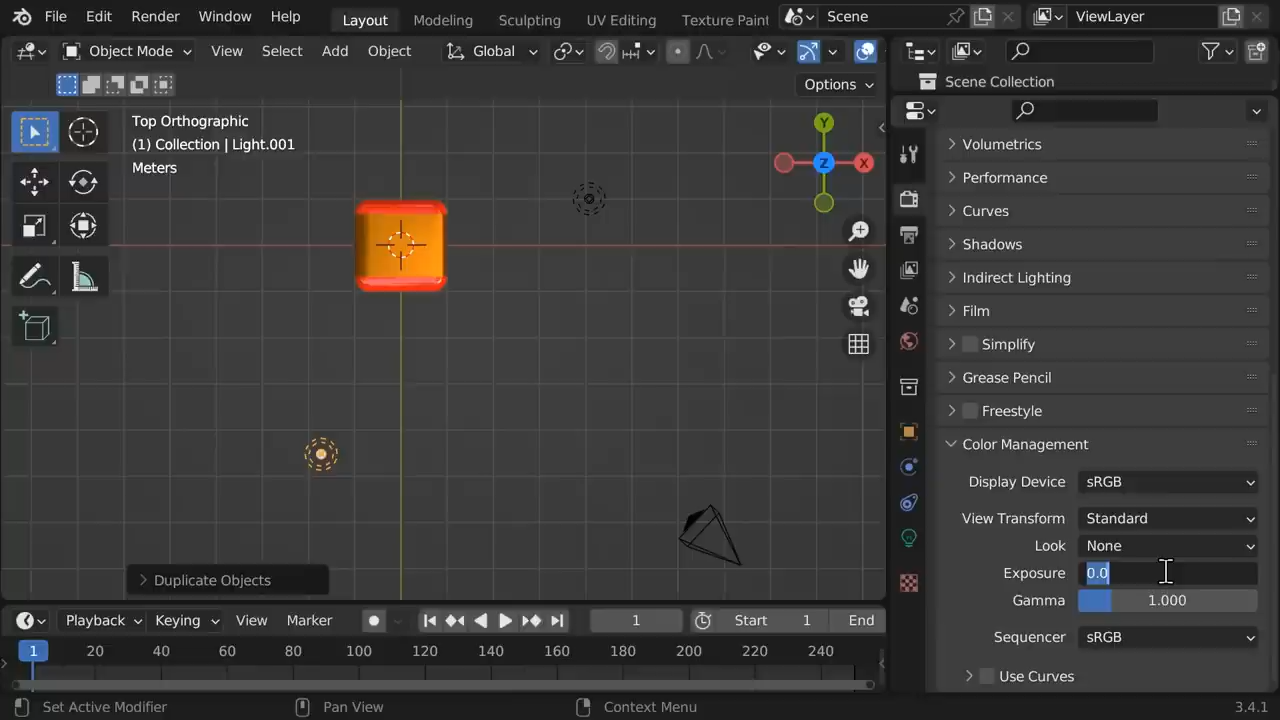 File Edit Render Window Help Layout Modeling Sculpting UV Editing Texture Paint Scene ViewLayer
Object Mode View Select Add Object Global
Options
Scene Collection
Top Orthographic
(1) Collection | Light.001
Meters
Y
Z
X
Volumetrics
Performance
Curves
Shadows
Indirect Lighting
Film
Simplify
Grease Pencil
Freestyle
Color Management
Display Device sRGB
View Transform Standard
Look None
Exposure 0.0
Gamma 1.000
Sequencer sRGB
Use Curves
Duplicate Objects
Playback Keying View Marker 1 Start 1 End
1 20 40 60 80 100 120 140 160 180 200 220 240
Set Active Modifier Pan View Context Menu 3.4.1